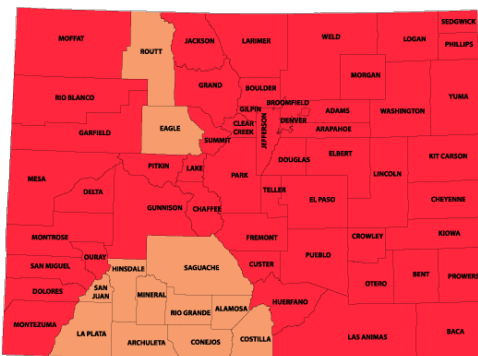 SEDGWICK
MOFFAT
ROUTT
JACKSON
LARIMER
WELD
LOGAN
PHILLIPS
MORGAN
GRAND
BOULDER
RIO BLANCO
YUMA
BROOMFIELD
GILPIN
ADAMS
WASHINGTON
EAGLE
CLEAR
CREEK
DENVER
GARFIELD
ARAPAHOE
SUMMIT
JEFFERSON
ELBERT
KIT CARSON
DOUGLAS
PITKIN
LAKE
MESA
PARK
LINCOLN
DELTA
TELLER
EL PASO
CHEYENNE
GUNNISON
CHAFFEE
KIOWA
MONTROSE
FREMONT
CROWLEY
PUEBLO
OURAY
SAN MIGUEL
HINSDALE
SAGUACHE
CUSTER
BENT
PROWERS
OTERO
DOLORES
SAN
JUAN
MINERAL
HUERFANO
ALAMOSA
RIO GRANDE
MONTEZUMA
LA PLATA
COSTILLA
LAS ANIMAS
BACA
ARCHULETA
CONEJOS